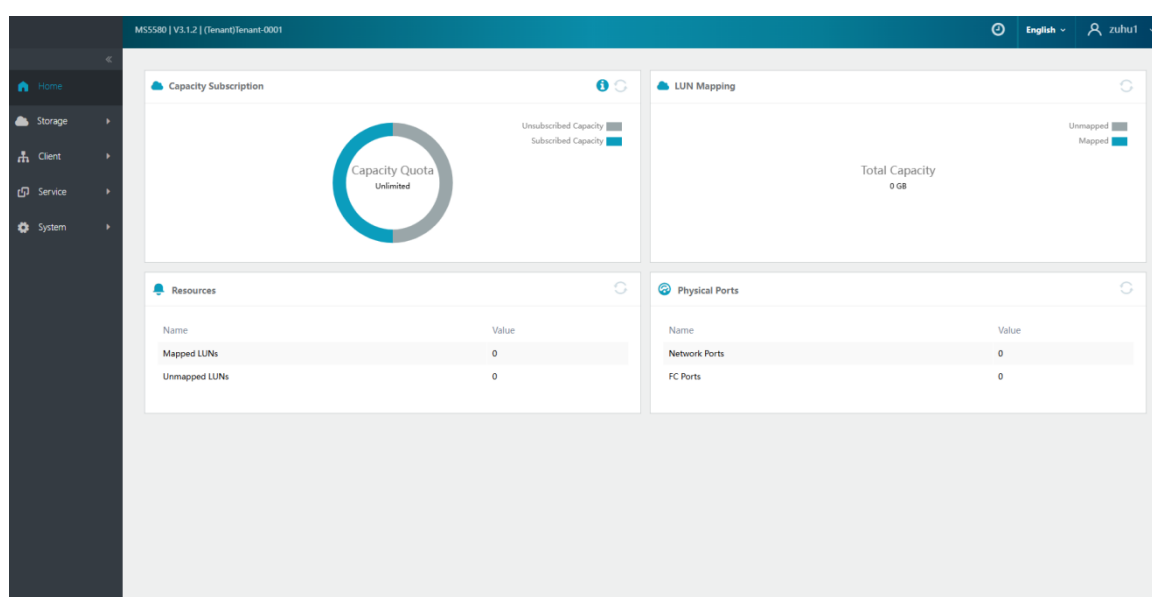 MS5580 | V3.1.2 | (Tenant)Tenant-0001
English
zuhu1
Home
Storage
Client
Service
System
Capacity Subscription
Unsubscribed Capacity
Subscribed Capacity
Capacity Quota
Unlimited
LUN Mapping
Unmapped
Mapped
Total Capacity
0 GB
Resources
Name Value
Mapped LUNs 0
Unmapped LUNs 0
Physical Ports
Name Value
Network Ports 0
FC Ports 0